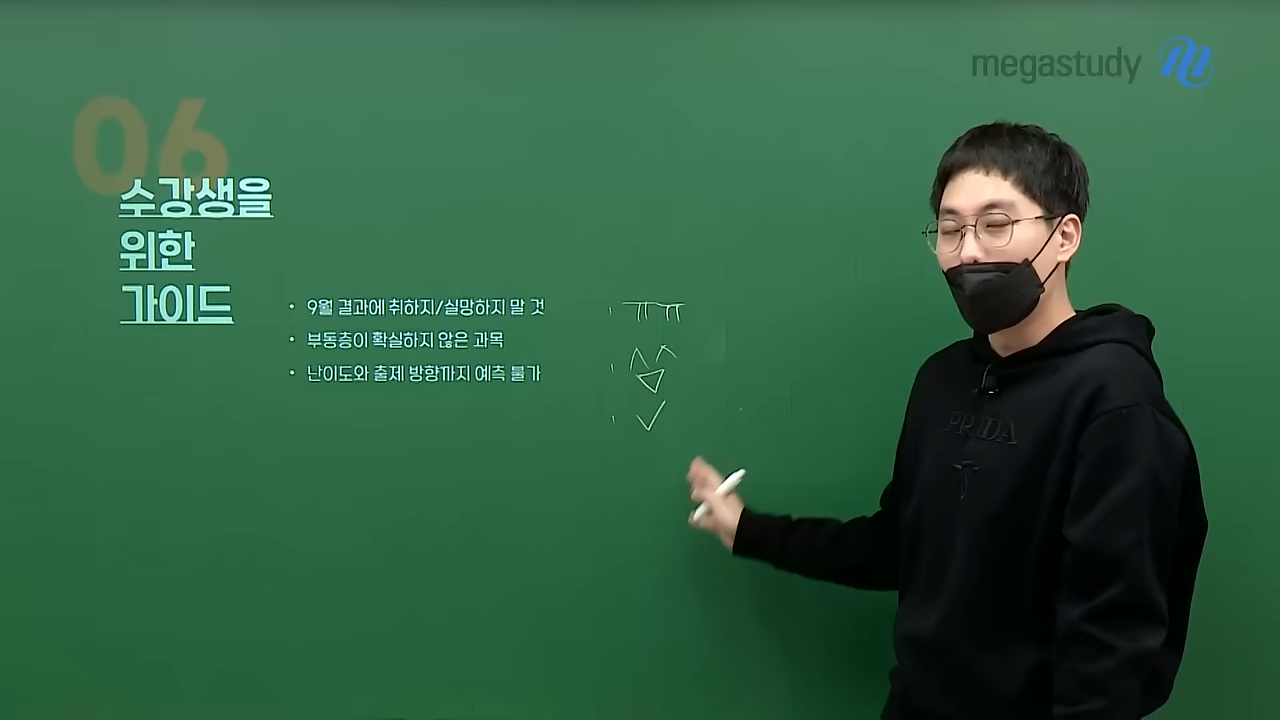 megastudy
06
수강생을
위한
가이드
• 9월 결과에 취하지/실망하지 말 것
• 부동층이 확실하지 않은 과목
• 난이도와 출제 방향까지 예측 불가
PRADA